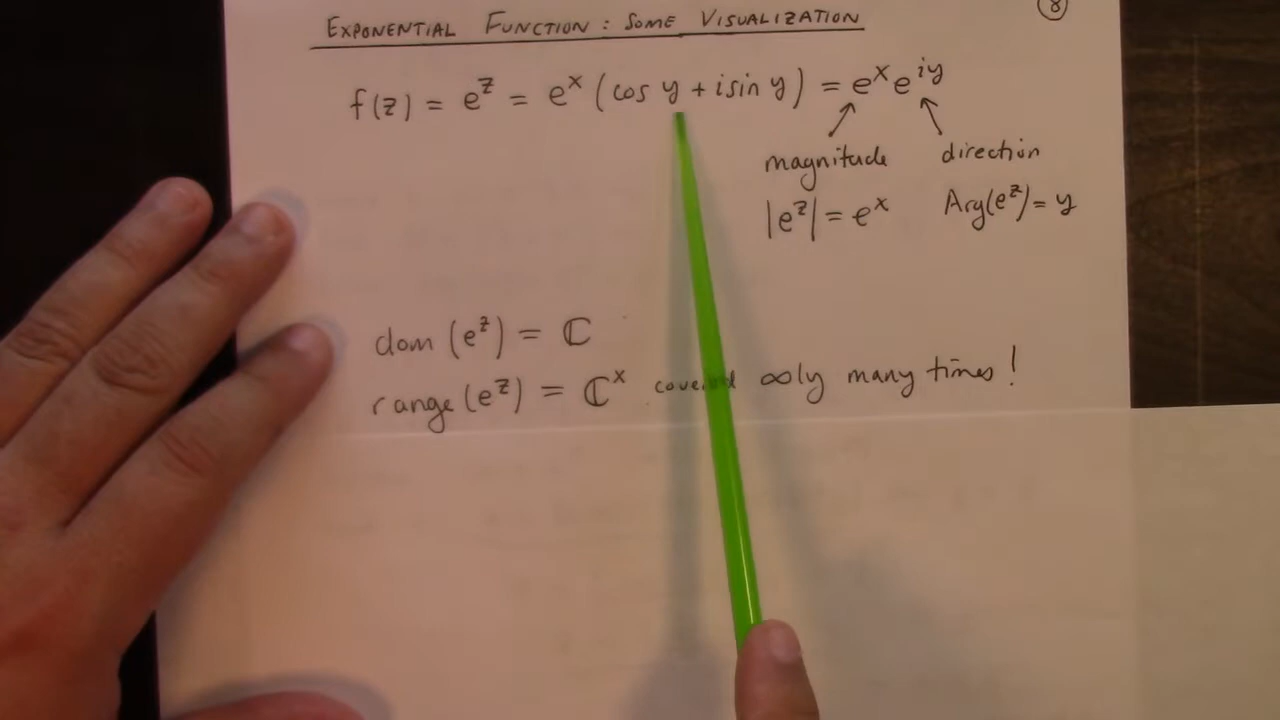 EXPONENTIAL FUNCTION : SOME VISUALIZATION
8
f(z) = e^z = e^x (cos y + i sin y) = e^x e^{iy}
magnitude direction
|e^z| = e^x Arg(e^z) = y
dom (e^z) = ℂ
range (e^z) = ℂ^x ∞ly many times!